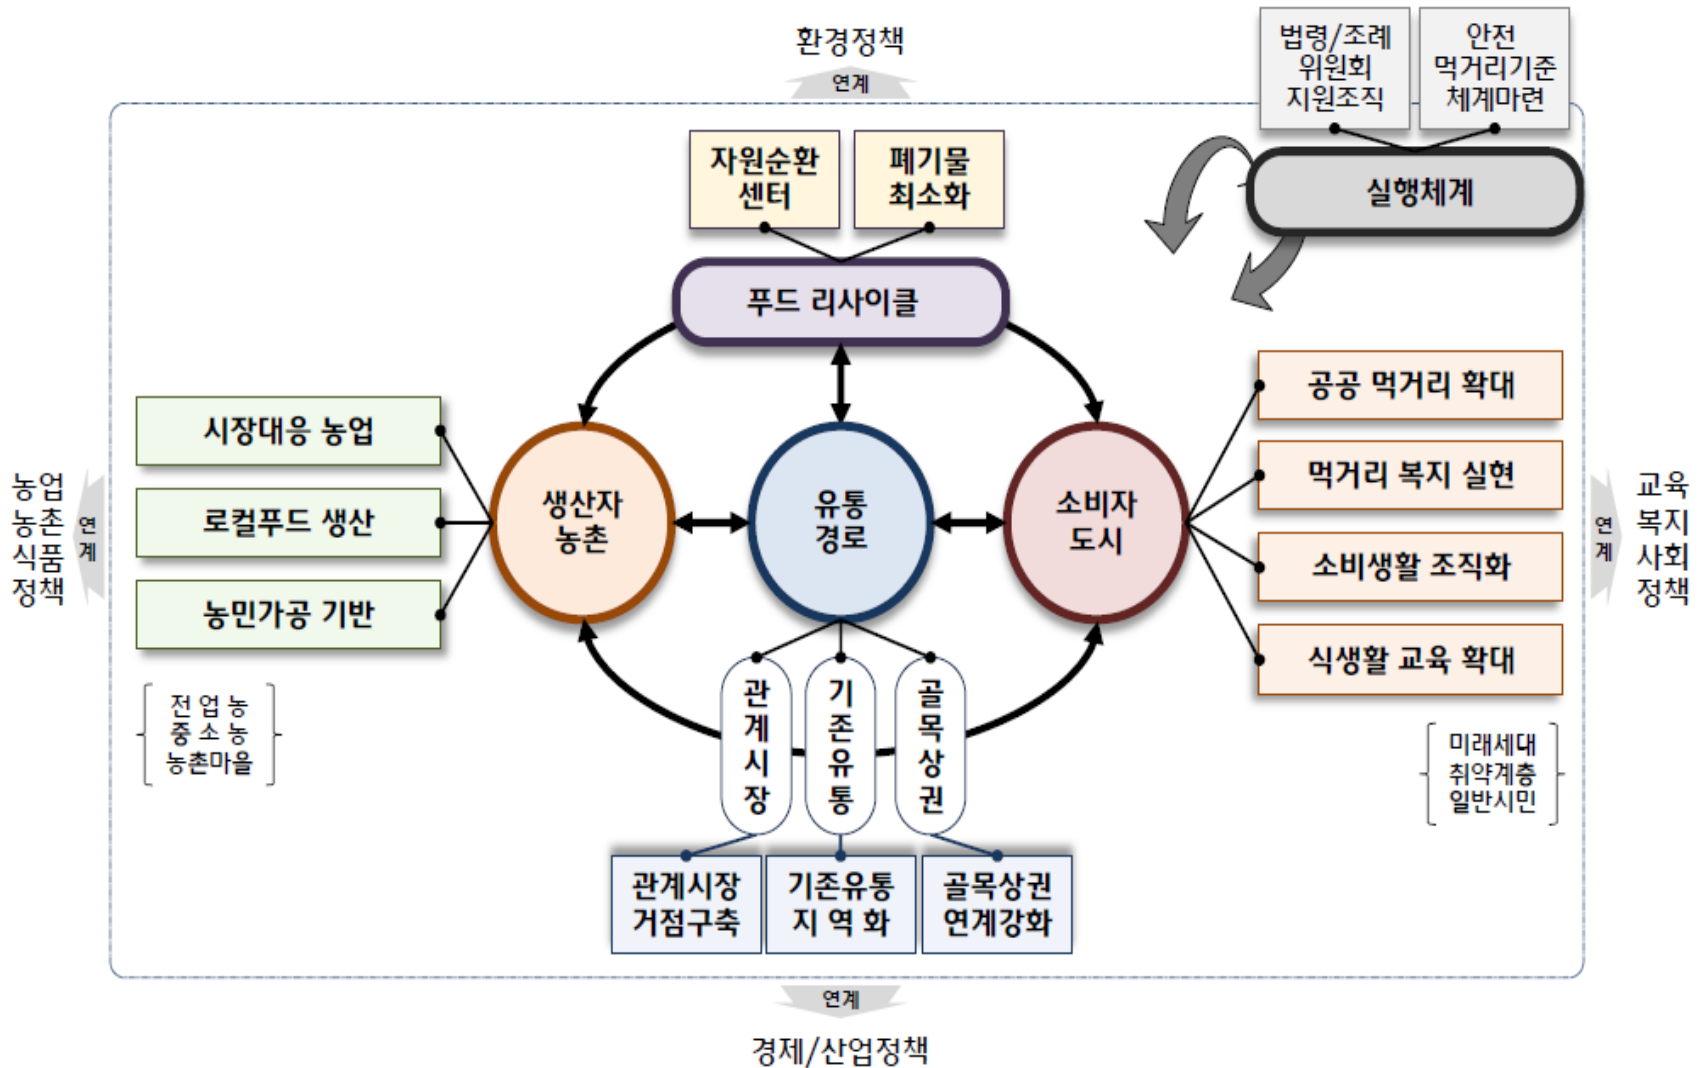 환경정책
연계
법령/조례
위원회
지원조직
안전
먹거리기준
체계마련
실행체계
자원순환
센터
폐기물
최소화
푸드 리사이클
시장대응 농업
로컬푸드 생산
농민가공 기반
전 업 농
중 소 농
농촌마을
농업
농촌
식품
정책
연
계
생산자
농촌
유통
경로
소비자
도시
공공 먹거리 확대
먹거리 복지 실현
소비생활 조직화
식생활 교육 확대
미래세대
취약계층
일반시민
연
계
교육
복지
사회
정책
관
계
시
장
기
존
유
통
골
목
상
권
관계시장
거점구축
기존유통
지 역 화
골목상권
연계강화
연계
경제/산업정책